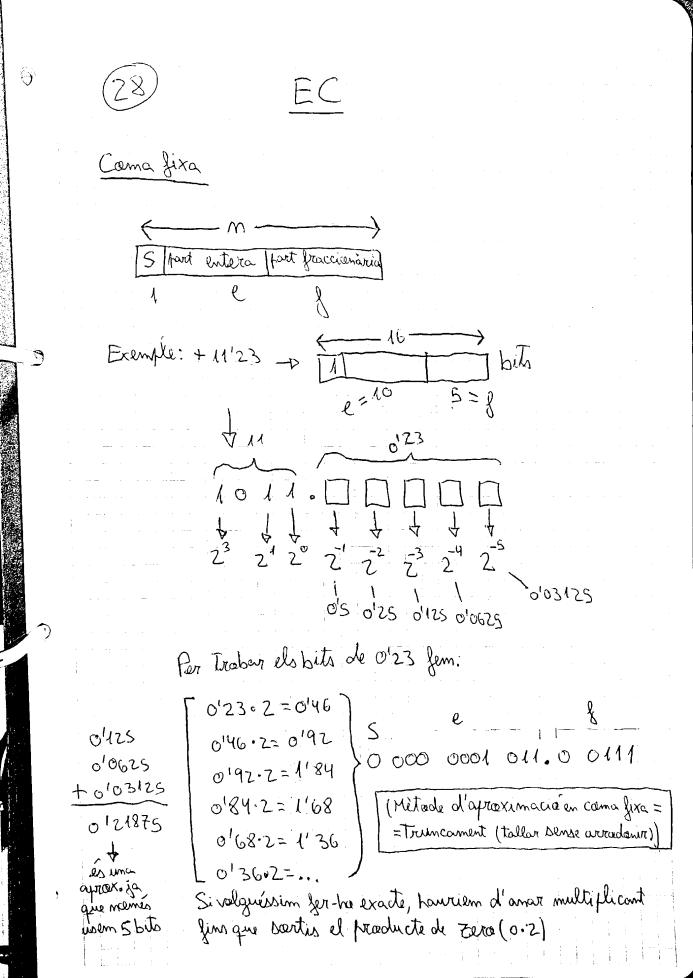 28
EC
Coma fixa
n
S part entera part fraccionària
1 e f
Exemple: + 11'23 → 16 bits
1
e = 10 5 = f
11 0'23
1 0 1 1 .
2^3 2^1 2^0 2^-1 2^-2 2^-3 2^-4 2^-5
0'5 0'25 0'125 0'0625 0'03125
Per Trobar els bits de 0'23 fem:
0'23 · 2 = 0'46
0'46 · 2 = 0'92
0'92 · 2 = 1'84
0'84 · 2 = 1'68
0'68 · 2 = 1'36
0'36 · 2 = ...
S e f
0 000 0001 011. 0 0111
(Mètode d'aproximació en coma fixa =
= Truncament (tallar sense arrodonir))
0'125
0'0625
+ 0'03125
0'21875
és una
aprox. ja
que només
usem 5 bits
Si volguéssim fer-ho exacte, hauriem d'anar multiplicant
fins que sortís el producte de zero (0·2)